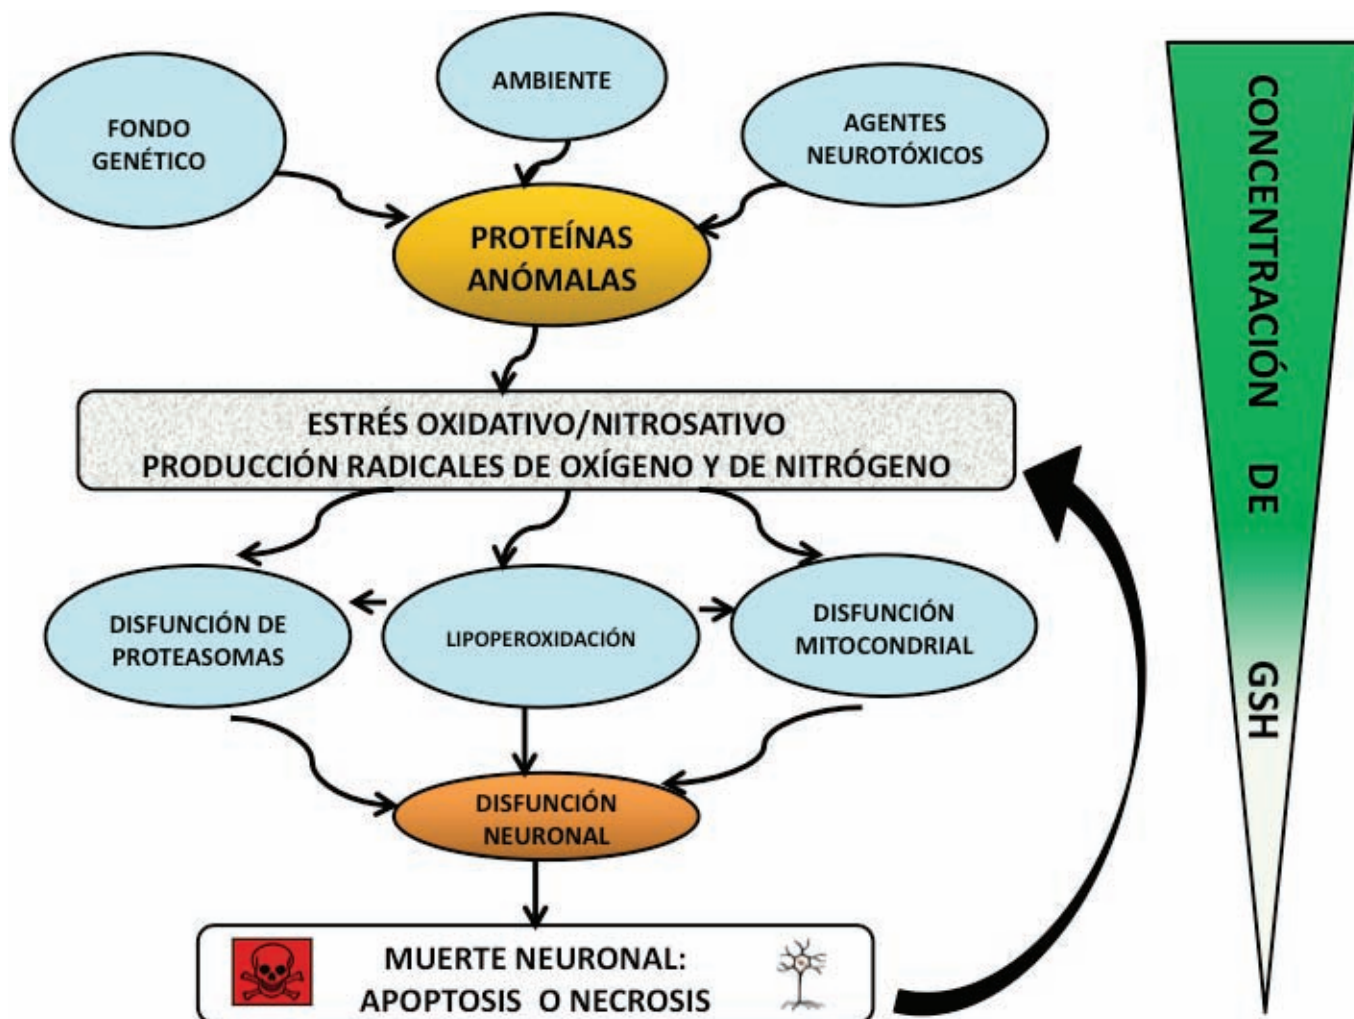 FONDO
GENÉTICO
AMBIENTE
AGENTES
NEUROTÓXICOS
PROTEÍNAS
ANÓMALAS
ESTRÉS OXIDATIVO/NITROSATIVO
PRODUCCIÓN RADICALES DE OXÍGENO Y DE NITRÓGENO
DISFUNCIÓN DE
PROTEASOMAS
LIPOPEROXIDACIÓN
DISFUNCIÓN
MITOCONDRIAL
DISFUNCIÓN
NEURONAL
MUERTE NEURONAL:
APOPTOSIS O NECROSIS
CONCENTRACIÓN DE GSH